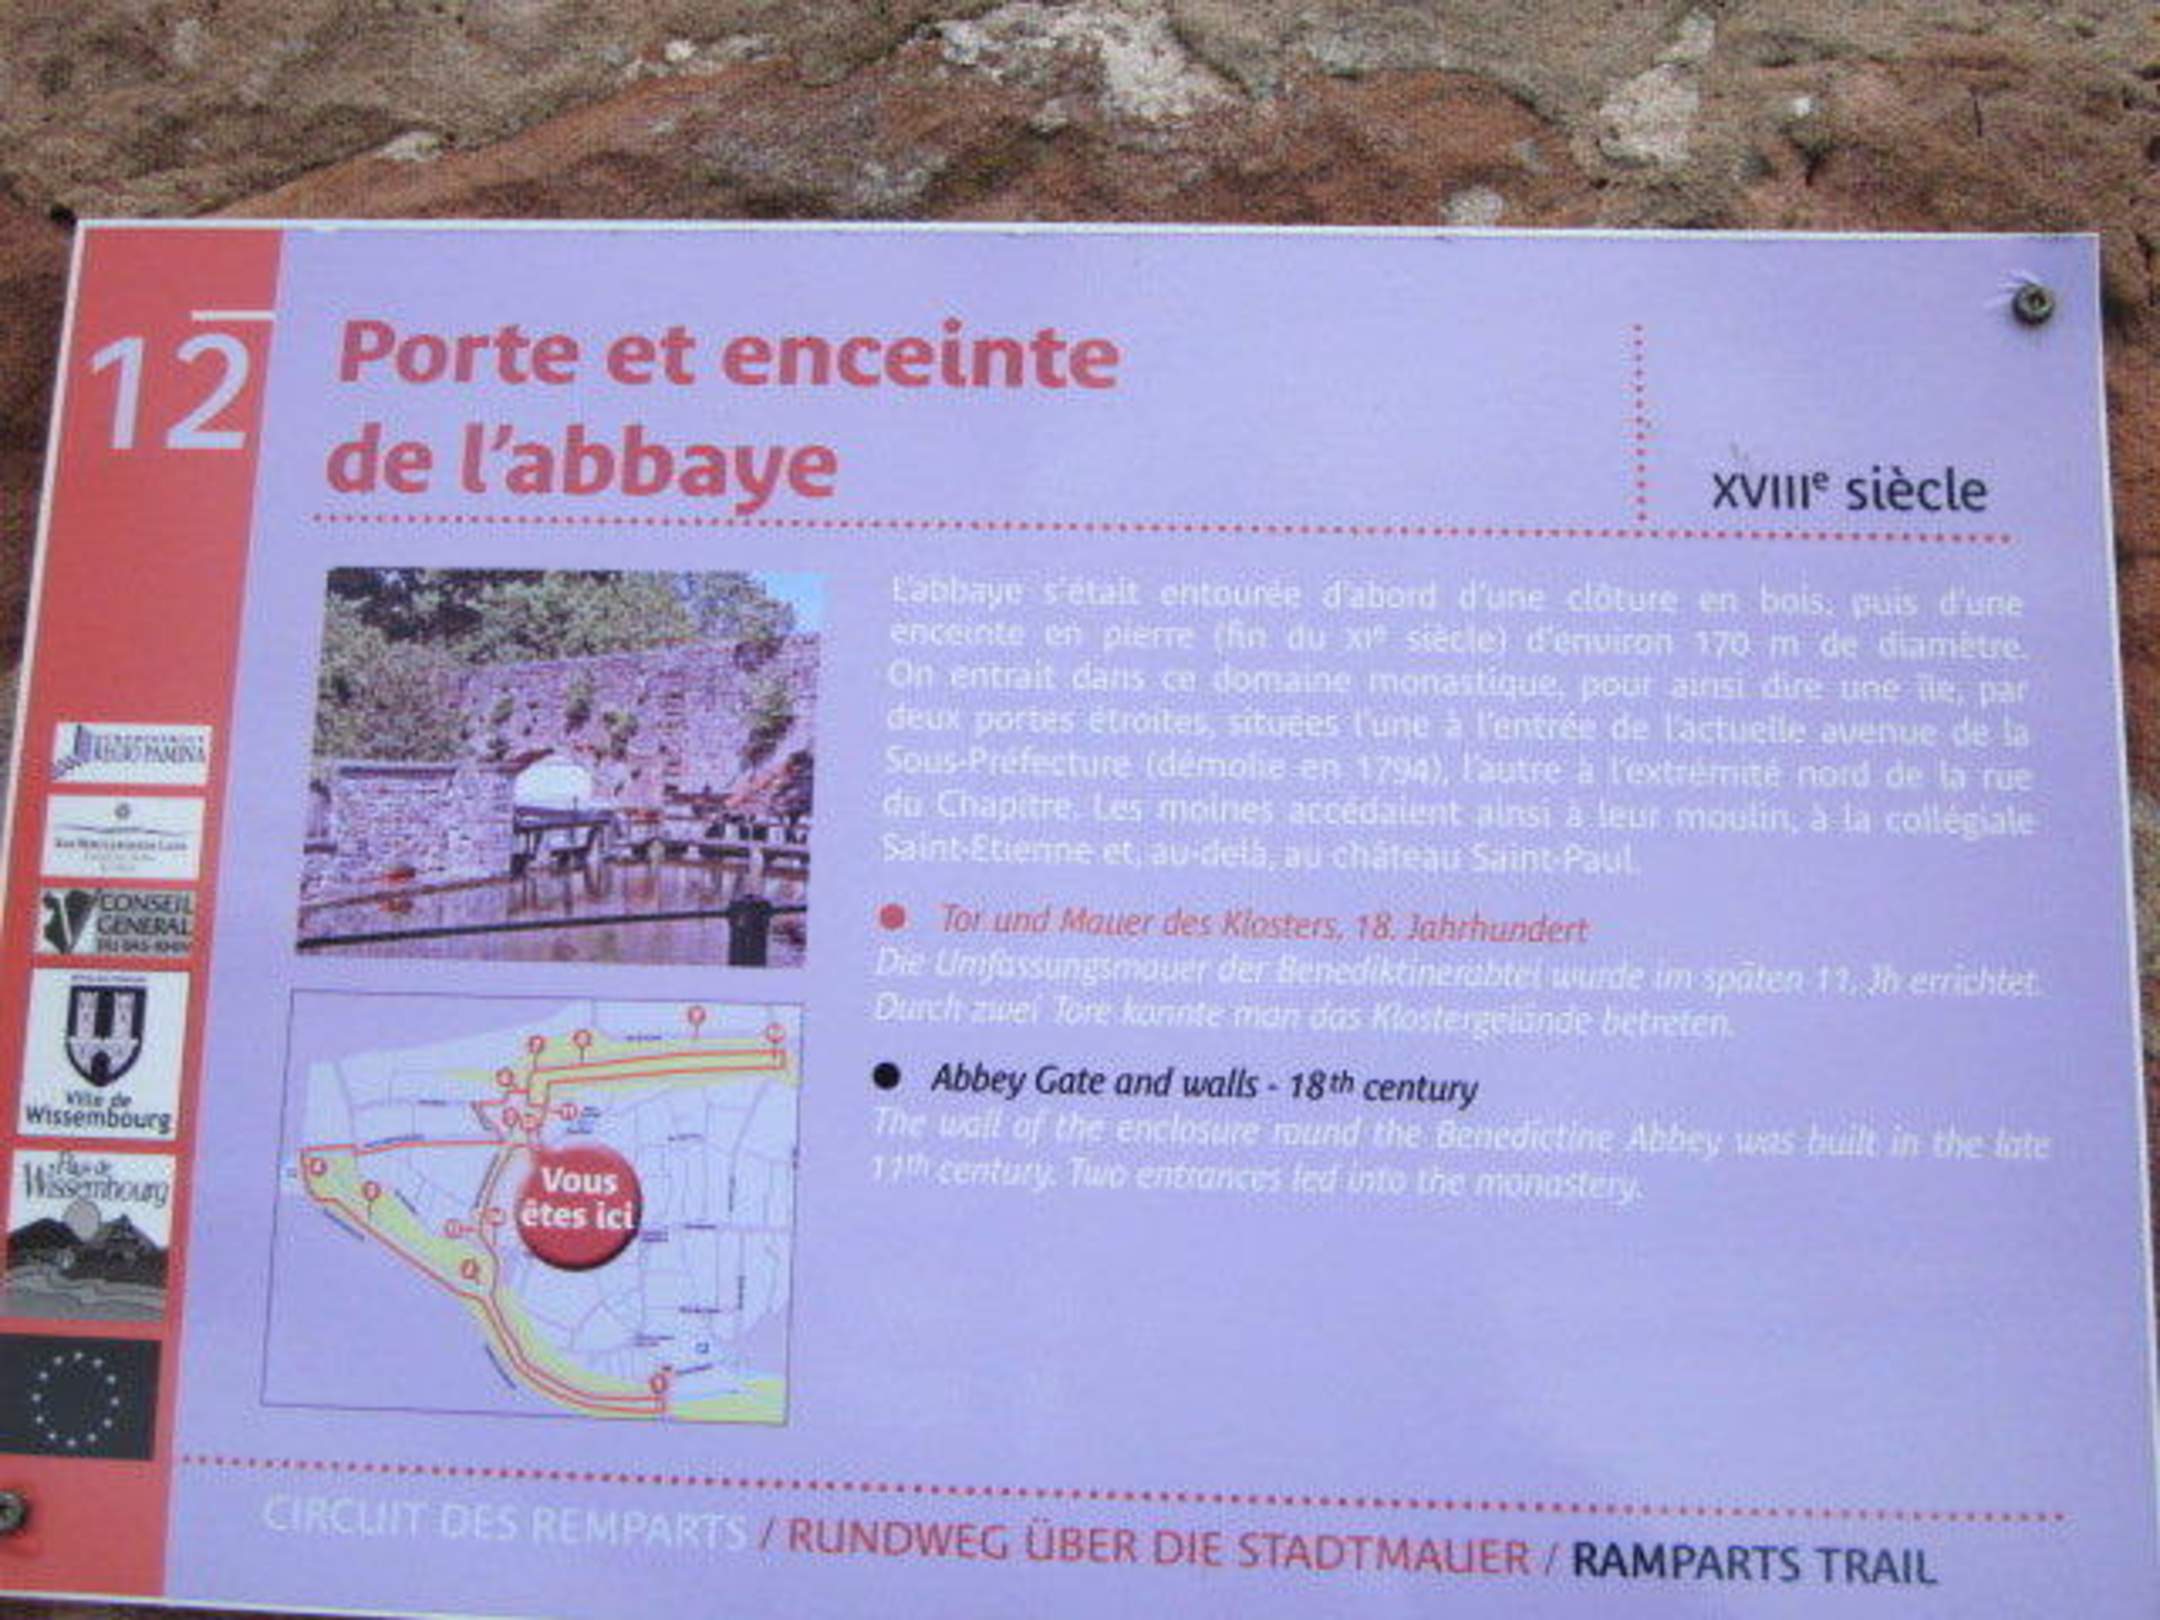 12
Porte et enceinte
de l'abbaye
XVIIIe siècle
L'abbaye s'était entourée d'abord d'une clôture en bois, puis d'une
enceinte en pierre (fin du XIe siècle) d'environ 170 m de diamètre.
On entrait dans ce domaine monastique, pour ainsi dire une île, par
deux portes étroites, situées l'une à l'entrée de l'actuelle avenue de la
Sous-Préfecture (démolie en 1794), l'autre à l'extrémité nord de la rue
du Chapître. Les moines accédaient ainsi à leur moulin, à la collégiale
Saint-Etienne et, au-delà, au château Saint-Paul.
Tor und Mauer des Klosters, 18. Jahrhundert
Die Umfassungsmauer der Benediktinerabtei wurde im späten 11. Jh errichtet.
Durch zwei Tore konnte man das Klostergelände betreten.
Abbey Gate and walls - 18th century
The wall of the enclosure round the Benedictine Abbey was built in the late
11th century. Two entrances led into the monastery.
REGIO PAMINA
CONSEIL
GENERAL
DU BAS-RHIN
Ville de
Wissembourg
Pays de
Wissembourg
Vous
êtes ici
CIRCUIT DES REMPARTS / RUNDWEG ÜBER DIE STADTMAUER / RAMPARTS TRAIL